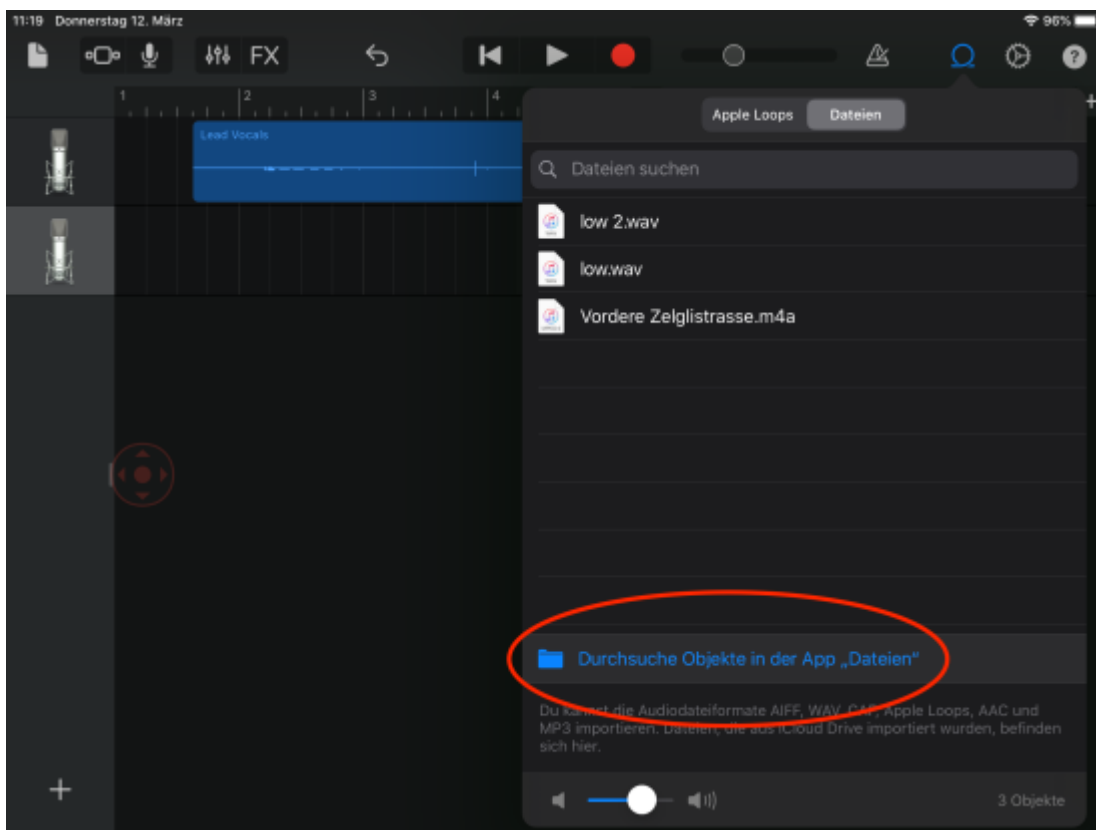 11:19 Donnerstag 12. März
96%
FX
?
1 2 3 4
Apple Loops Dateien
Lead Vocals
Dateien suchen
low 2.wav
low.wav
Vordere Zelglistrasse.m4a
Durchsuche Objekte in der App „Dateien“
Du kannst die Audiodateiformate AIFF, WAV, CAF, Apple Loops, AAC und
MP3 importieren. Dateien, die aus iCloud Drive importiert wurden, befinden
sich hier.
3 Objekte